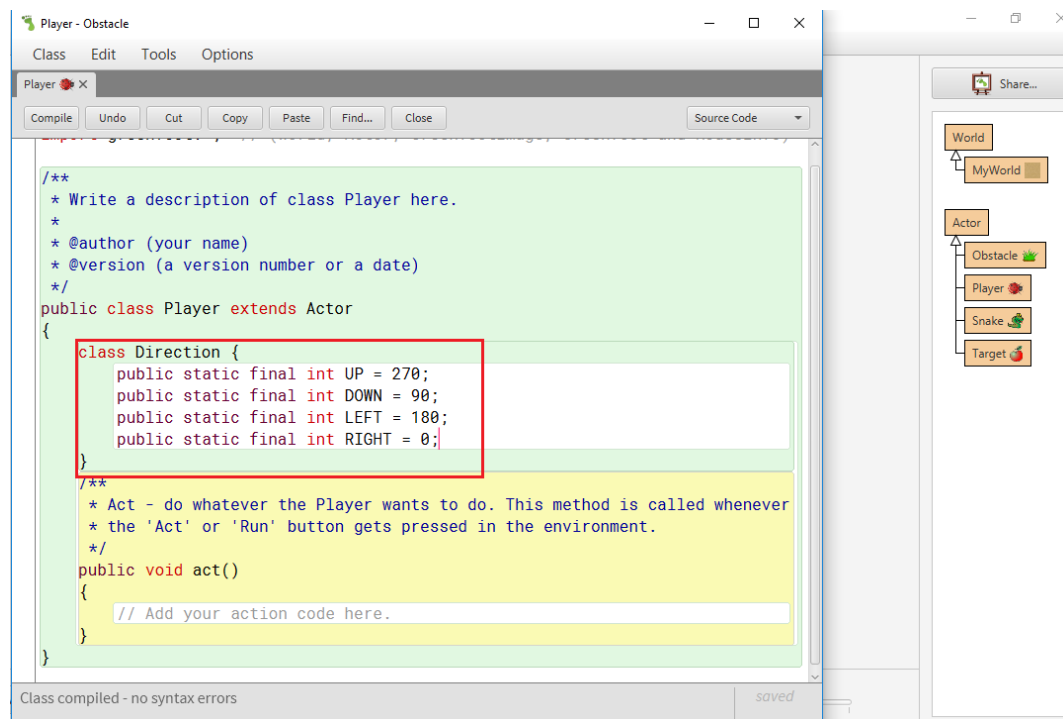 Player - Obstacle
Class Edit Tools Options
Player
Compile Undo Cut Copy Paste Find... Close Source Code
/**
* Write a description of class Player here.
*
* @author (your name)
* @version (a version number or a date)
*/
public class Player extends Actor
{
class Direction {
public static final int UP = 270;
public static final int DOWN = 90;
public static final int LEFT = 180;
public static final int RIGHT = 0;
}
/**
* Act - do whatever the Player wants to do. This method is called whenever
* the 'Act' or 'Run' button gets pressed in the environment.
*/
public void act()
{
// Add your action code here.
}
}
Class compiled - no syntax errors
saved
Share...
World
MyWorld
Actor
Obstacle
Player
Snake
Target